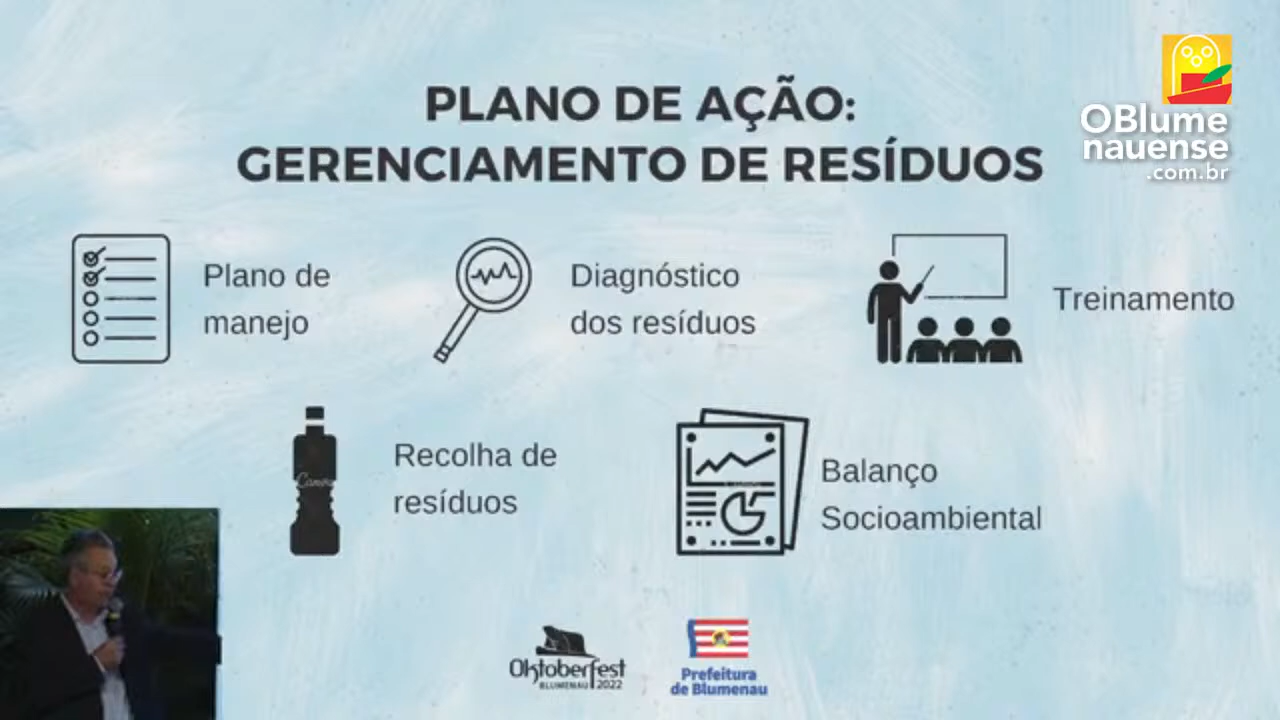 PLANO DE AÇÃO:
GERENCIAMENTO DE RESÍDUOS
OBlume
nauense
.com.br
Plano de
manejo
Diagnóstico
dos resíduos
Treinamento
Recolha de
resíduos
Canva
Balanço
Socioambiental
Oktoberfest
BLUMENAU 2022
Prefeitura
de Blumenau